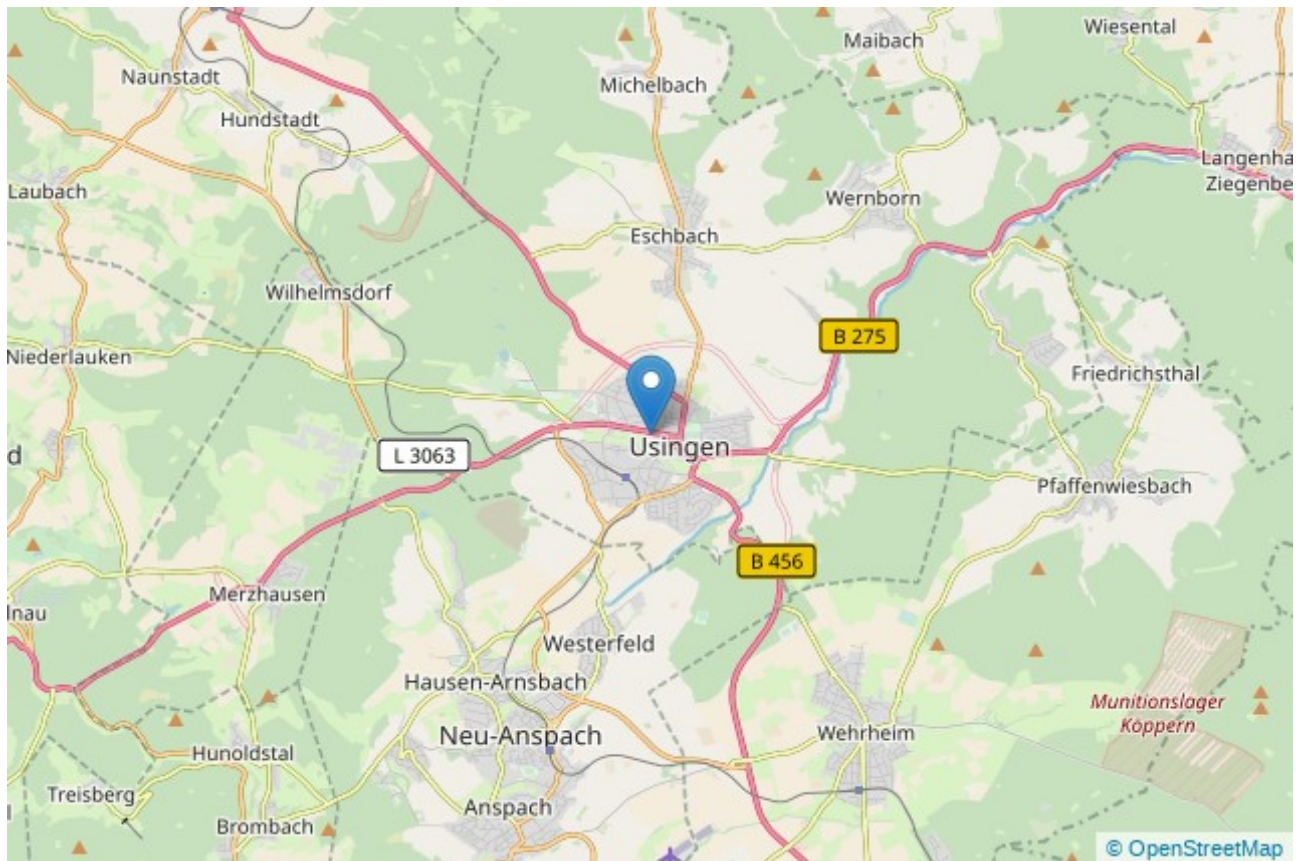 Wiesental
Maibach
Naunstadt
Michelbach
Hundstadt
Langenha
Ziegenbe
Laubach
Wernborn
Eschbach
Wilhelmsdorf
B 275
Niederlauken
Friedrichsthal
Usingen
L 3063
d
Pfaffenwiesbach
B 456
Merzhausen
lnau
Westerfeld
Hausen-Arnsbach
Munitionslager
Köppern
Neu-Anspach
Wehrheim
Hunoldstal
Treisberg
Anspach
Brombach
© OpenStreetMap